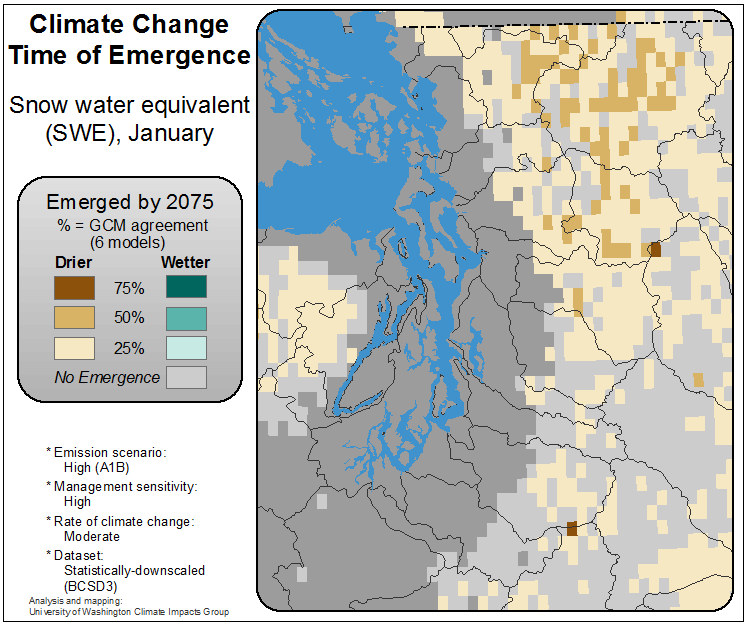 Climate Change
Time of Emergence
Snow water equivalent
(SWE), January
Emerged by 2075
% = GCM agreement
(6 models)
Drier Wetter
75%
50%
25%
No Emergence
* Emission scenario:
High (A1B)
* Management sensitivity:
High
* Rate of climate change:
Moderate
* Dataset:
Statistically-downscaled
(BCSD3)
Analysis and mapping:
University of Washington Climate Impacts Group